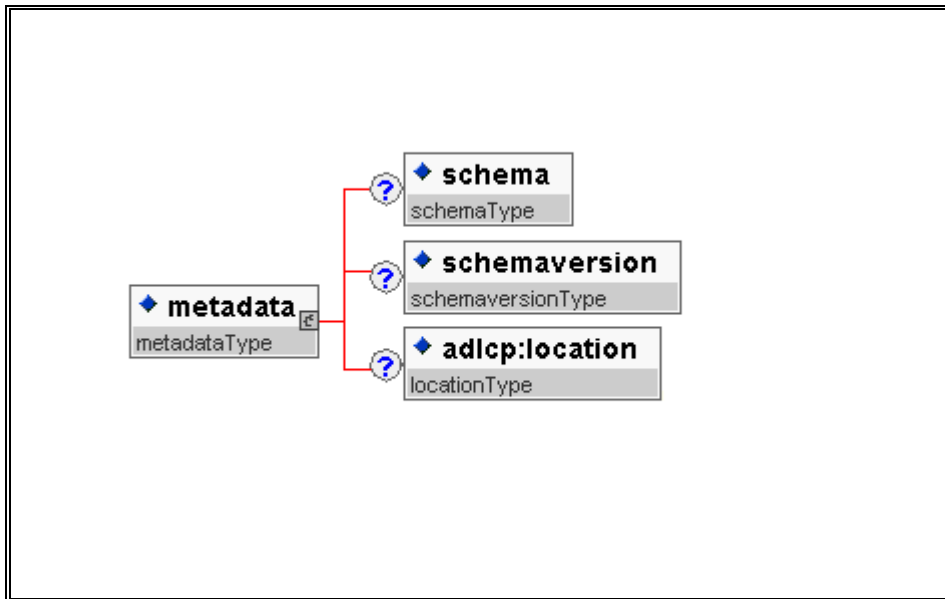 schema
schemaType
schemaversion
schemaversionType
metadata
metadataType
adlcp:location
locationType
?
?
?